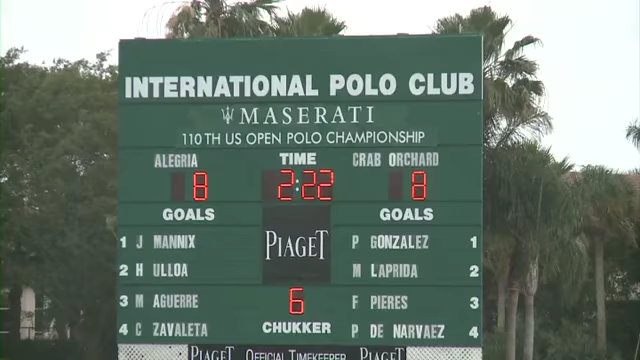 INTERNATIONAL POLO CLUB
MASERATI
110TH US OPEN POLO CHAMPIONSHIP
ALEGRIA TIME CRAB ORCHARD
8 2:22
GOALS GOALS
PIAGET
1 J MANNIX P GONZALEZ 1
2 H ULLOA M LAPRIDA 2
3 M AGUERRE 6 F PIERES 3
4 C ZAVALETA CHUKKER P DE NARVAEZ 4
PIAGET OFFICIAL TIMEKEEPER PIAGET